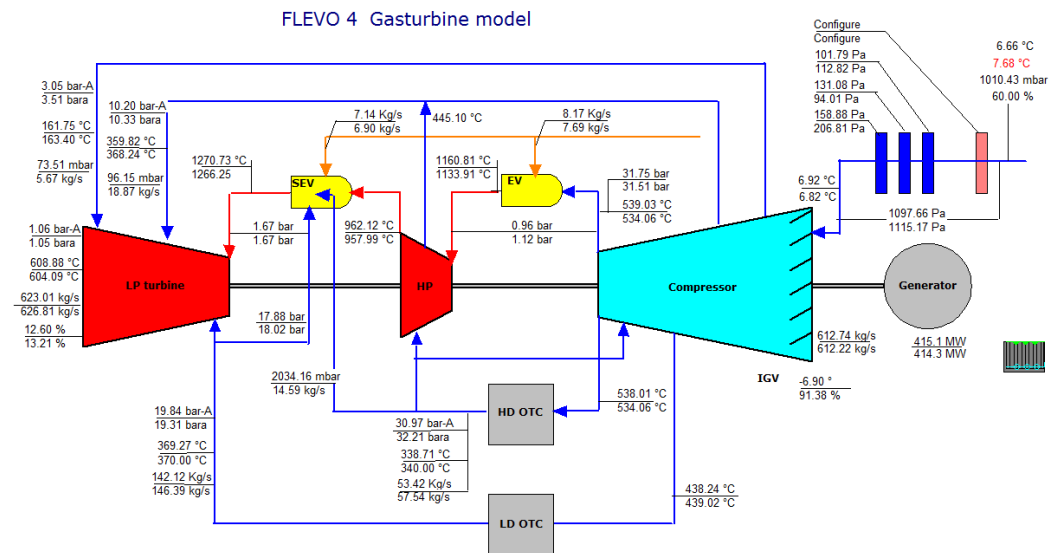 FLEVO 4 Gasturbine model
Configure
Configure
101.79 Pa
112.82 Pa
131.08 Pa
94.01 Pa
158.88 Pa
206.81 Pa
6.66 °C
7.68 °C
1010.43 mbar
60.00 %
3.05 bar-A
3.51 bara
161.75 °C
163.40 °C
73.51 mbar
5.67 kg/s
10.20 bar-A
10.33 bara
359.82 °C
368.24 °C
96.15 mbar
18.87 kg/s
7.14 Kg/s
6.90 kg/s
445.10 °C
8.17 Kg/s
7.69 kg/s
1270.73 °C
1266.25
SEV
1160.81 °C
1133.91 °C
EV
31.75 bar
31.51 bar
539.03 °C
534.06 °C
6.92 °C
6.82 °C
1097.66 Pa
1115.17 Pa
1.67 bar
1.67 bar
962.12 °C
957.99 °C
0.96 bar
1.12 bar
1.06 bar-A
1.05 bara
608.88 °C
604.09 °C
623.01 kg/s
626.81 kg/s
12.60 %
13.21 %
LP turbine
HP
Compressor
Generator
17.88 bar
18.02 bar
612.74 kg/s
612.22 kg/s
415.1 MW
414.3 MW
IGV
-6.90 °
91.38 %
2034.16 mbar
14.59 kg/s
HD OTC
538.01 °C
534.06 °C
19.84 bar-A
19.31 bara
369.27 °C
370.00 °C
142.12 Kg/s
146.39 kg/s
30.97 bar-A
32.21 bara
338.71 °C
340.00 °C
53.42 Kg/s
57.54 kg/s
438.24 °C
439.02 °C
LD OTC